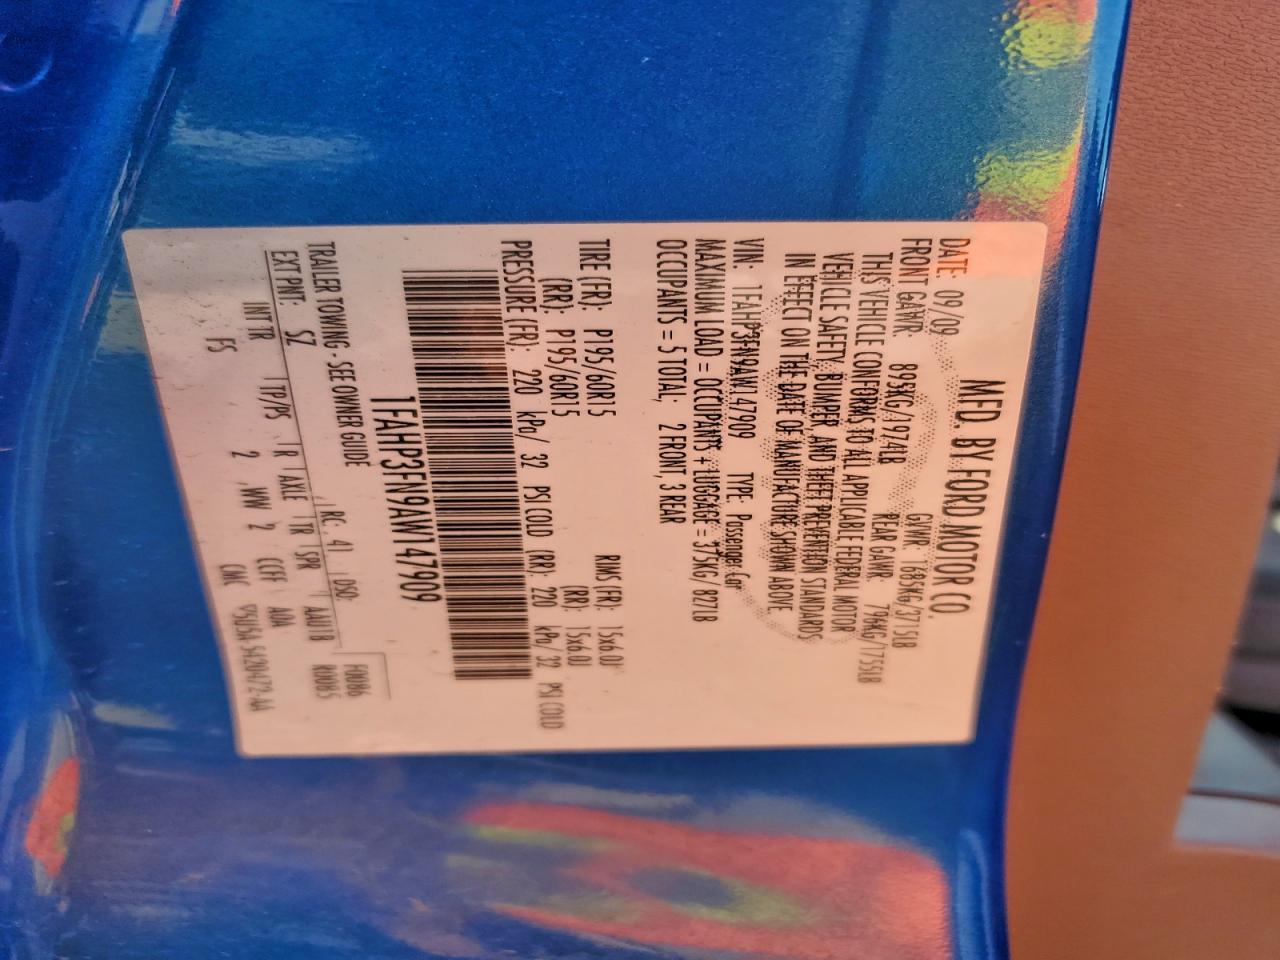 MFD. BY FORD MOTOR CO.
DATE: 09/09 GVWR: 1685KG/3715LB
FRONT GAWR: 895KG/1974LB REAR GAWR: 796KG/1755LB
THIS VEHICLE CONFORMS TO ALL APPLICABLE FEDERAL MOTOR
VEHICLE SAFETY, BUMPER, AND THEFT PREVENTION STANDARDS
IN EFFECT ON THE DATE OF MANUFACTURE SHOWN ABOVE.
VIN: 1FAHP3FN9AW147909 TYPE: Passenger Car
MAXIMUM LOAD = OCCUPANTS + LUGGAGE = 375KG/827LB
OCCUPANTS = 5 TOTAL; 2 FRONT, 3 REAR
TIRE (FR): P195/60R15 RIMS (FR): 15x6.0J
(RR): P195/60R15 (RR): 15x6.0J
PRESSURE (FR): 220 kPa/ 32 PSI COLD (RR): 220 kPa/ 32 PSI COLD
1FAHP3FN9AW147909
TRAILER TOWING - SEE OWNER GUIDE
F0086
EXT PNT: SZ RC: 41 DSO: R0085
INT TR TP/PS R AXLE TR SPR AAUIB
FS 2 WW 2 CCFF AOA